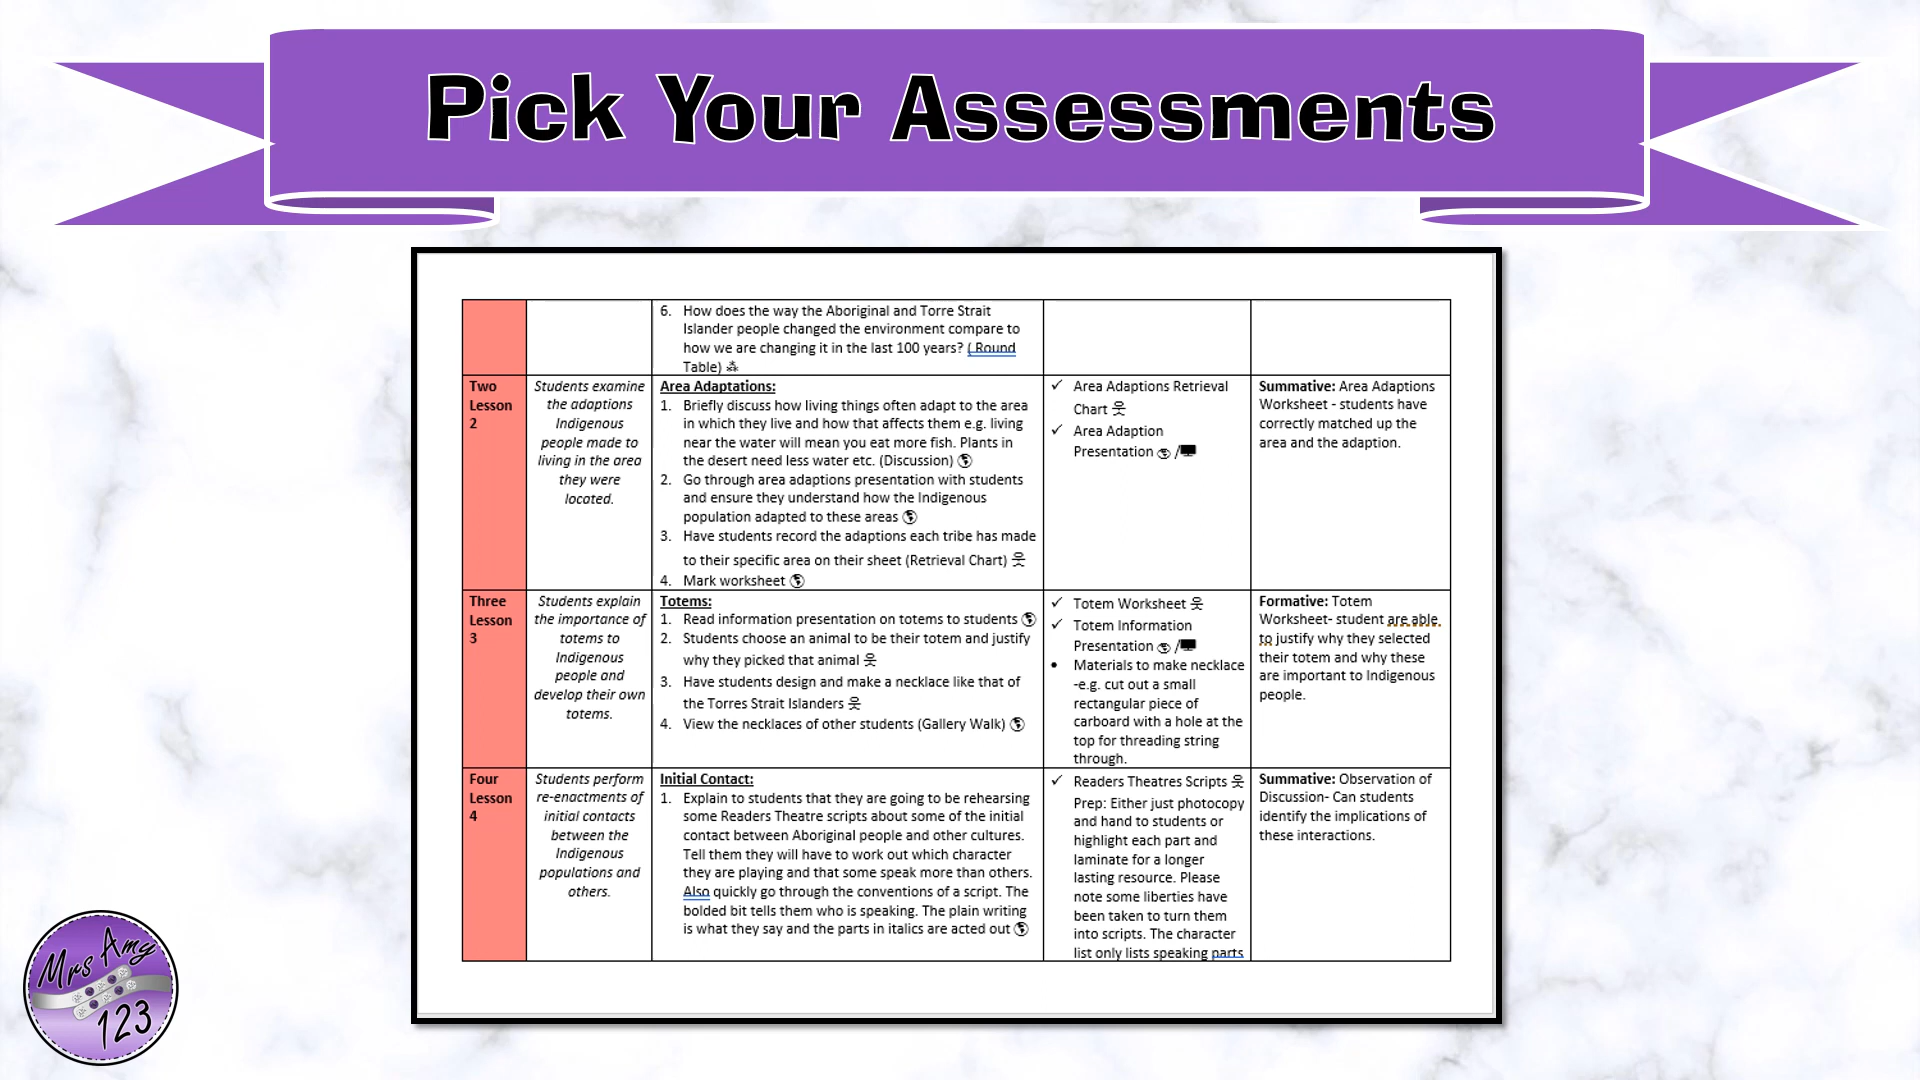 Pick Your Assessments
6. How does the way the Aboriginal and Torre Strait
Islander people changed the environment compare to
how we are changing it in the last 100 years? ( Round
Table)
Two
Lesson
2
Students examine
the adaptions
Indigenous
people made to
living in the area
they were
located.
Area Adaptations:
1. Briefly discuss how living things often adapt to the area
in which they live and how that affects them e.g. living
near the water will mean you eat more fish. Plants in
the desert need less water etc. (Discussion)
2. Go through area adaptions presentation with students
and ensure they understand how the Indigenous
population adapted to these areas
3. Have students record the adaptions each tribe has made
to their specific area on their sheet (Retrieval Chart) 웃
4. Mark worksheet
✓ Area Adaptions Retrieval
Chart 웃
✓ Area Adaption
Presentation /
Summative: Area Adaptions
Worksheet - students have
correctly matched up the
area and the adaption.
Three
Lesson
3
Students explain
the importance of
totems to
Indigenous
people and
develop their own
totems.
Totems:
1. Read information presentation on totems to students
2. Students choose an animal to be their totem and justify
why they picked that animal 웃
3. Have students design and make a necklace like that of
the Torres Strait Islanders 웃
4. View the necklaces of other students (Gallery Walk)
✓ Totem Worksheet 웃
✓ Totem Information
Presentation /
• Materials to make necklace
-e.g. cut out a small
rectangular piece of
carboard with a hole at the
top for threading string
through.
Formative: Totem
Worksheet- student are able
to justify why they selected
their totem and why these
are important to Indigenous
people.
Four
Lesson
4
Students perform
re-enactments of
initial contacts
between the
Indigenous
populations and
others.
Initial Contact:
1. Explain to students that they are going to be rehearsing
some Readers Theatre scripts about some of the initial
contact between Aboriginal people and other cultures.
Tell them they will have to work out which character
they are playing and that some speak more than others.
Also quickly go through the conventions of a script. The
bolded bit tells them who is speaking. The plain writing
is what they say and the parts in italics are acted out
✓ Readers Theatres Scripts 웃
Prep: Either just photocopy
and hand to students or
highlight each part and
laminate for a longer
lasting resource. Please
note some liberties have
been taken to turn them
into scripts. The character
list only lists speaking parts
Summative: Observation of
Discussion- Can students
identify the implications of
these interactions.
Mrs Amy
123